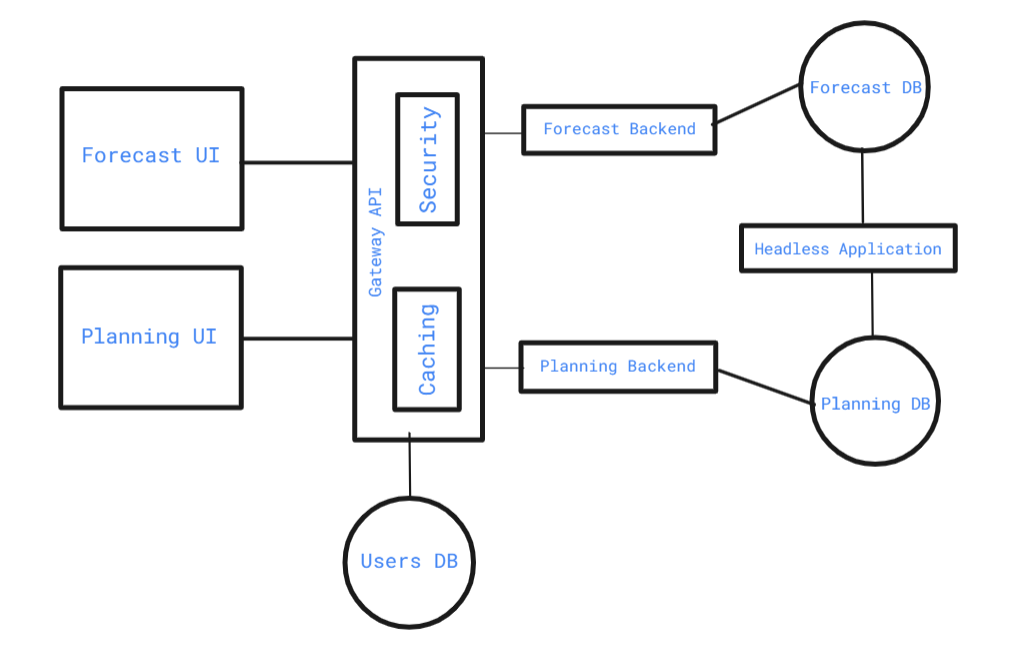 Forecast UI
Planning UI
Gateway API
Security
Caching
Users DB
Forecast Backend
Planning Backend
Forecast DB
Headless Application
Planning DB